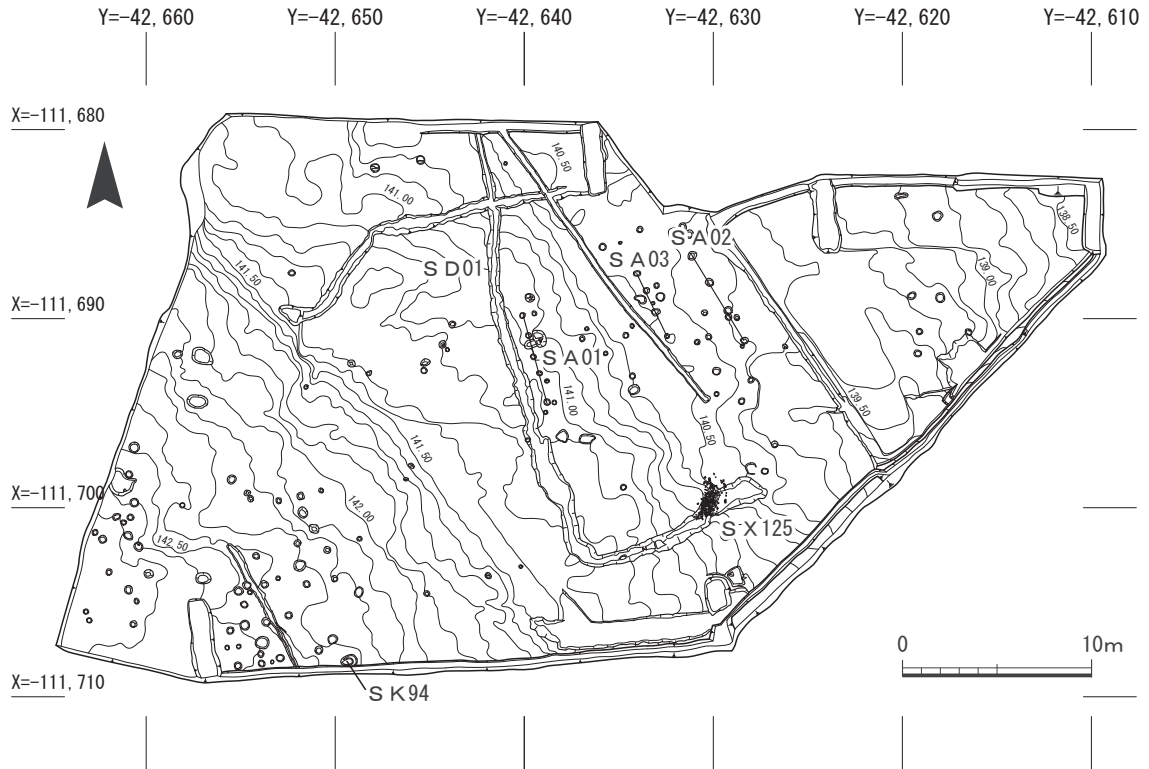 Y=-42,660 Y=-42,650 Y=-42,640 Y=-42,630 Y=-42,620 Y=-42,610
X=-111,680
140.50
141.00
138.50
SA02
SD01
SA03
139.00
141.50
X=-111,690
SA01
141.00
139.50
140.50
141.50
X=-111,700
142.00
SX125
142.50
0 10m
X=-111,710
SK94